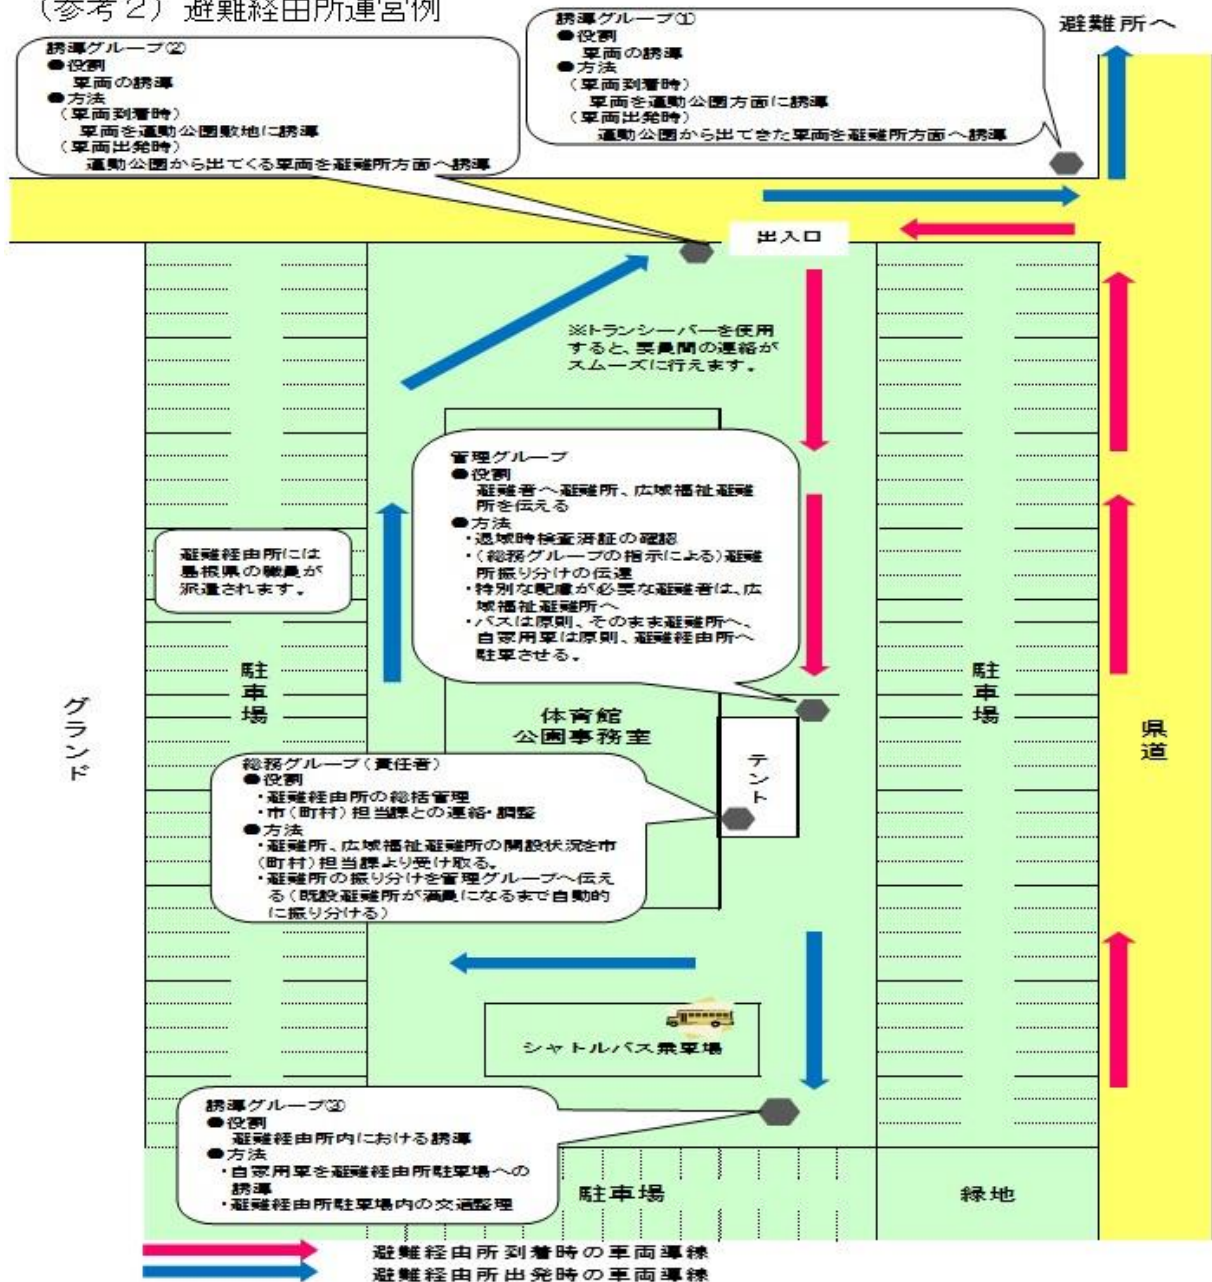 (参考2)避難経由所運営例
誘導グループ②
●役割
車両の誘導
●方法
(車両到着時)
車両を運動公園敷地に誘導
(車両出発時)
運動公園から出てくる車両を避難所方面へ誘導
誘導グループ①
●役割
車両の誘導
●方法
(車両到着時)
車両を運動公園方面に誘導
(車両出発時)
運動公園から出てきた車両を避難所方面へ誘導
避難所へ
出入口
※トランシーバーを使用
すると、要員間の連絡が
スムーズに行えます。
管理グループ
●役割
避難者へ避難所、広域福祉避難
所を伝える
●方法
・退域時検査済証の確認
・(総務グループの指示による)避難
所振り分けの伝達
・特別な配慮が必要な避難者は、広
域福祉避難所へ
・バスは原則、そのまま避難所へ、
自家用車は原則、避難経由所へ
駐車させる。
避難経由所には
島根県の職員が
派遣されます。
グランド
駐車場
体育館
公園事務室
テント
駐車場
県道
総務グループ(責任者)
●役割
・避難経由所の総括管理
・市(町村)担当課との連絡・調整
●方法
・避難所、広域福祉避難所の開設状況を市
(町村)担当課より受け取る。
・避難所の振り分けを管理グループへ伝え
る(既設避難所が満員になるまで自動的
に振り分ける)
シャトルバス乗車場
誘導グループ③
●役割
避難経由所内における誘導
●方法
・自家用車を避難経由所駐車場への
誘導
・避難経由所駐車場内の交通整理
駐車場
緑地
避難経由所到着時の車両導線
避難経由所出発時の車両導線